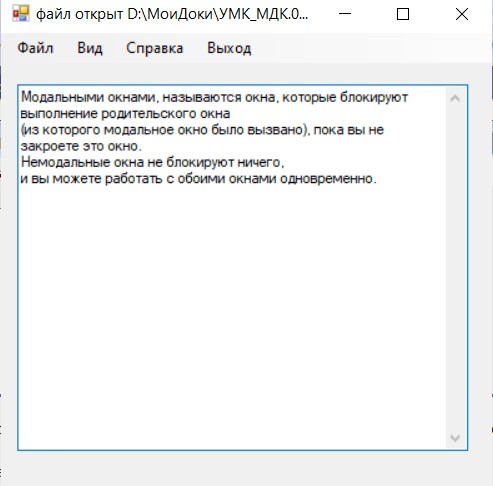 файл открыт D:\МоиДоки\УМК_МДК.0...
Файл Вид Справка Выход
Модальными окнами, называются окна, которые блокируют
выполнение родительского окна
(из которого модальное окно было вызвано), пока вы не
закроете это окно.
Немодальные окна не блокируют ничего,
и вы можете работать с обоими окнами одновременно.